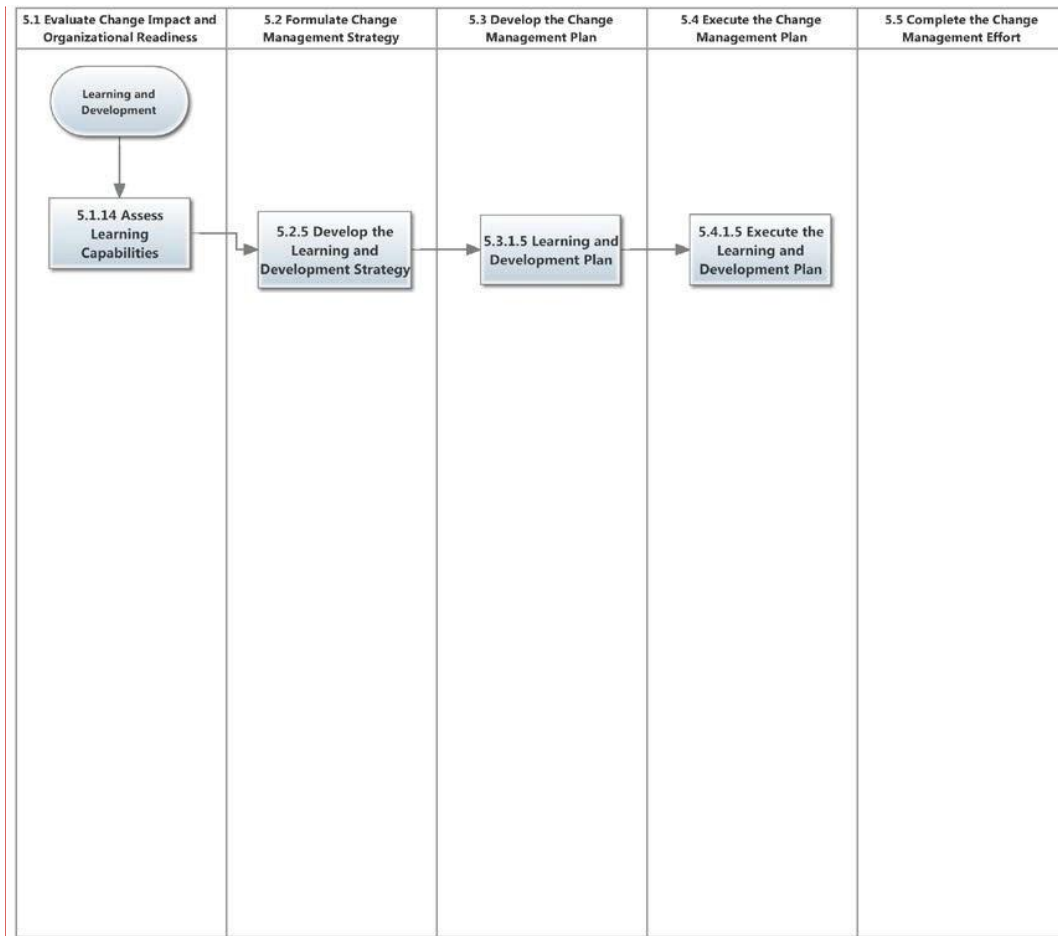 5.1 Evaluate Change Impact and
Organizational Readiness
5.2 Formulate Change
Management Strategy
5.3 Develop the Change
Management Plan
5.4 Execute the Change
Management Plan
5.5 Complete the Change
Management Effort
Learning and
Development
5.1.14 Assess
Learning
Capabilities
5.2.5 Develop the
Learning and
Development Strategy
5.3.1.5 Learning and
Development Plan
5.4.1.5 Execute the
Learning and
Development Plan